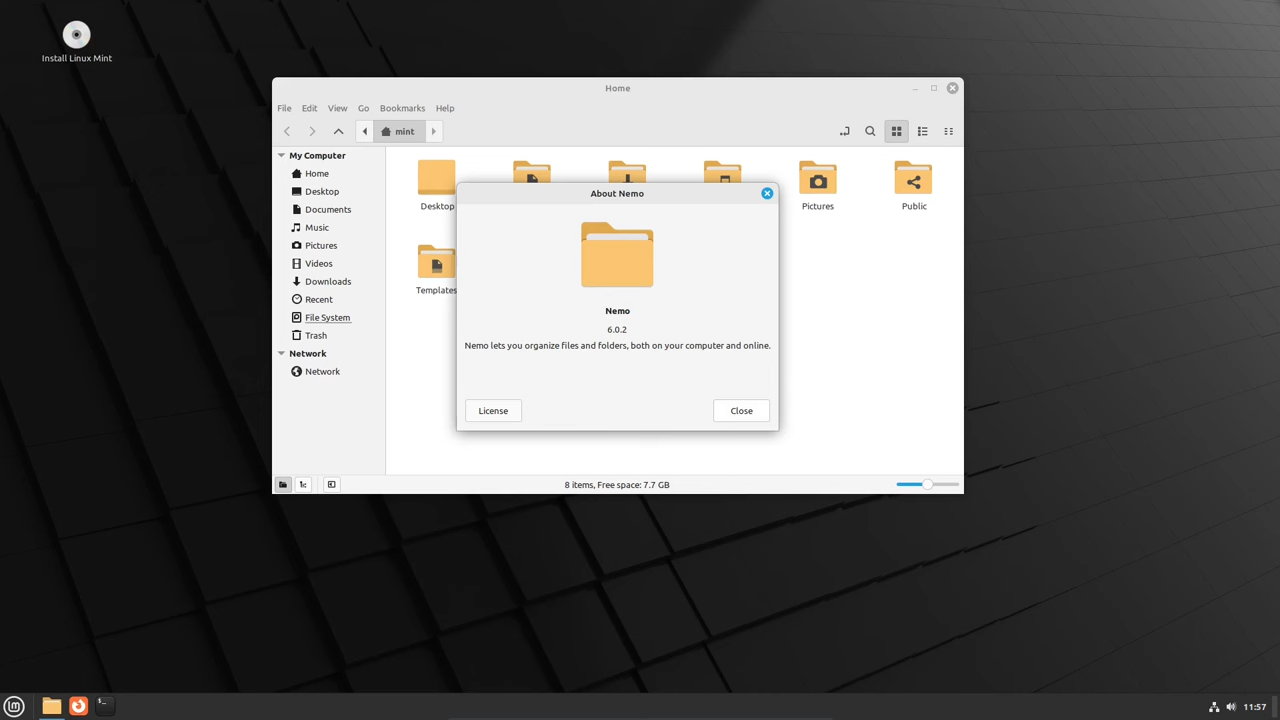 Install Linux Mint
Home
File Edit View Go Bookmarks Help
mint
My Computer
Home
Desktop
Documents
Music
Pictures
Videos
Downloads
Recent
File System
Trash
Network
Network
Desktop
Pictures
Public
Templates
About Nemo
Nemo
6.0.2
Nemo lets you organize files and folders, both on your computer and online.
License
Close
8 items, Free space: 7.7 GB
11:57